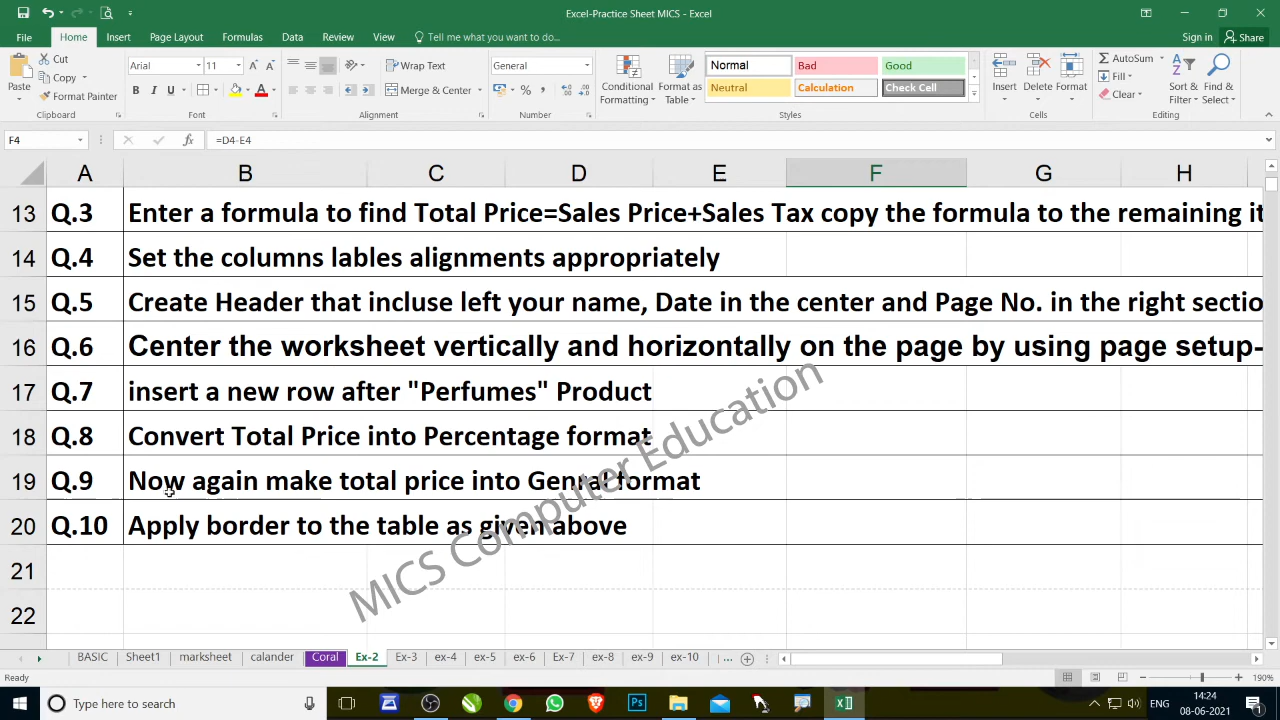 Excel-Practice Sheet MICS - Excel
File Home Insert Page Layout Formulas Data Review View Tell me what you want to do... Sign in Share
Cut
Copy
Format Painter
Paste
Clipboard
Arial 11
B I U
Font
Wrap Text
Merge & Center
Alignment
General
%
Number
Conditional Formatting
Format as Table
Normal Bad Good
Neutral Calculation Check Cell
Styles
Insert Delete Format
Cells
AutoSum
Fill
Clear
Sort & Filter
Find & Select
Editing
F4 fx =D4-E4
A B C D E F G H
13 Q.3 Enter a formula to find Total Price=Sales Price+Sales Tax copy the formula to the remaining it
14 Q.4 Set the columns lables alignments appropriately
15 Q.5 Create Header that incluse left your name, Date in the center and Page No. in the right sectio
16 Q.6 Center the worksheet vertically and horizontally on the page by using page setup-
17 Q.7 insert a new row after "Perfumes" Product
18 Q.8 Convert Total Price into Percentage format
19 Q.9 Now again make total price into Genral format
20 Q.10 Apply border to the table as given above
21
22
MICS Computer Education
BASIC Sheet1 marksheet calander Coral Ex-2 Ex-3 ex-4 ex-5 ex-6 Ex-7 ex-8 ex-9 ex-10 ...
Ready 190%
Type here to search
ENG
14:24
08-06-2021